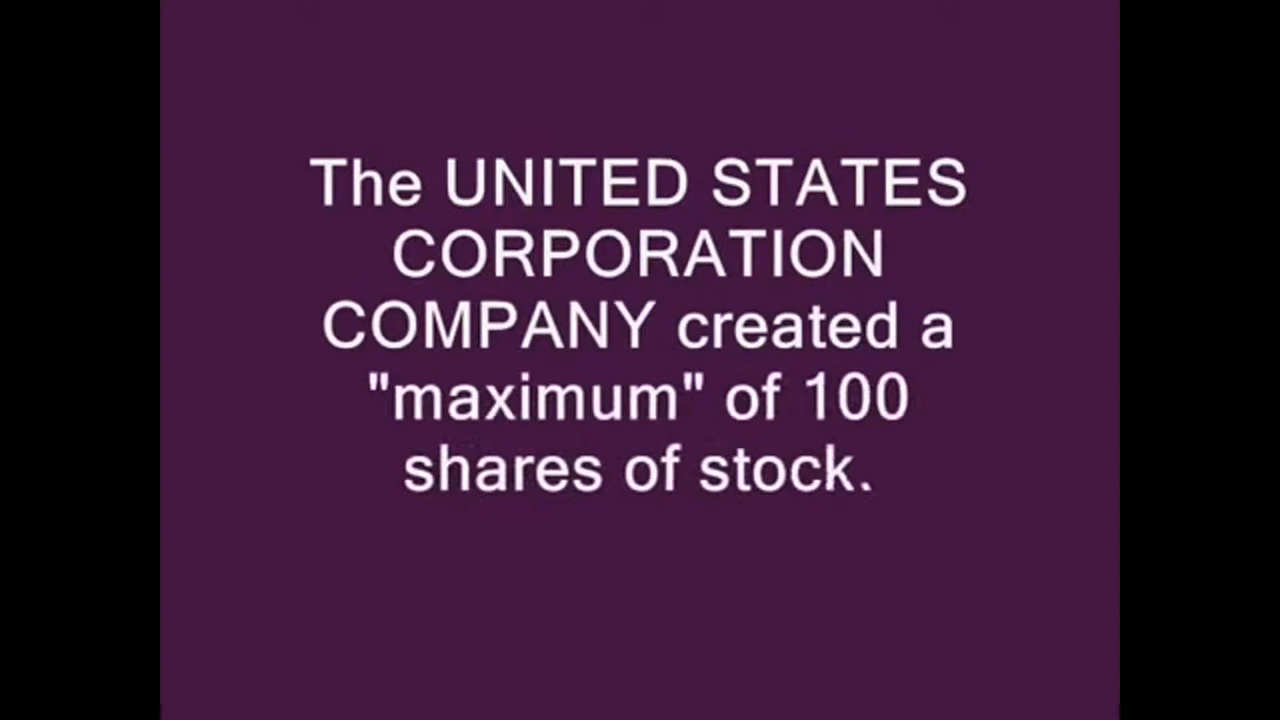 The UNITED STATES
CORPORATION
COMPANY created a
"maximum" of 100
shares of stock.